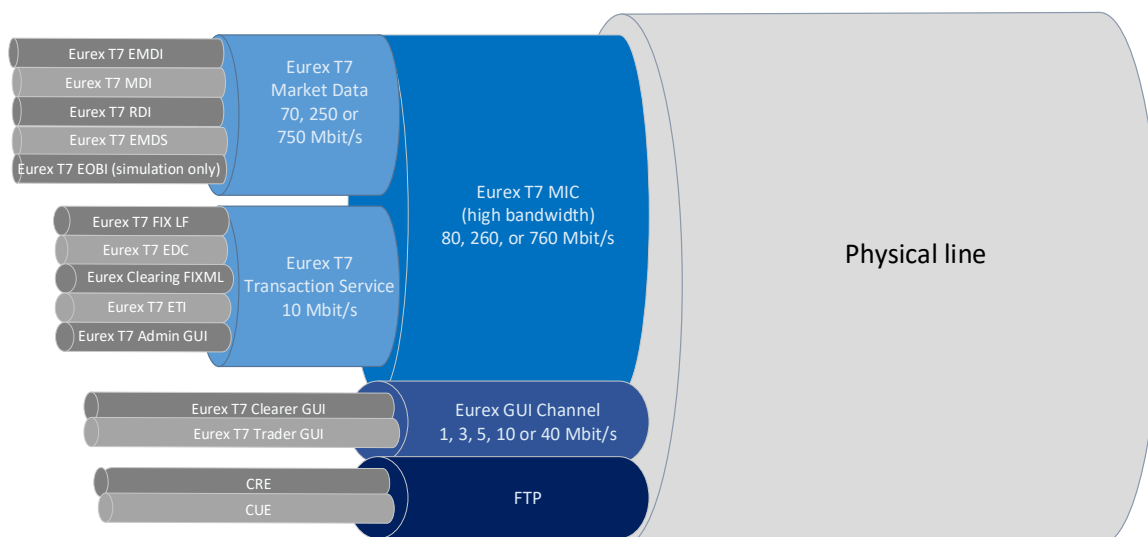 Eurex T7 EMDI
Eurex T7 MDI
Eurex T7 RDI
Eurex T7 EMDS
Eurex T7 EOBI (simulation only)
Eurex T7
Market Data
70, 250 or
750 Mbit/s
Eurex T7 FIX LF
Eurex T7 EDC
Eurex Clearing FIXML
Eurex T7 ETI
Eurex T7 Admin GUI
Eurex T7
Transaction Service
10 Mbit/s
Eurex T7 MIC
(high bandwidth)
80, 260, or 760 Mbit/s
Eurex T7 Clearer GUI
Eurex T7 Trader GUI
Eurex GUI Channel
1, 3, 5, 10 or 40 Mbit/s
CRE
CUE
FTP
Physical line